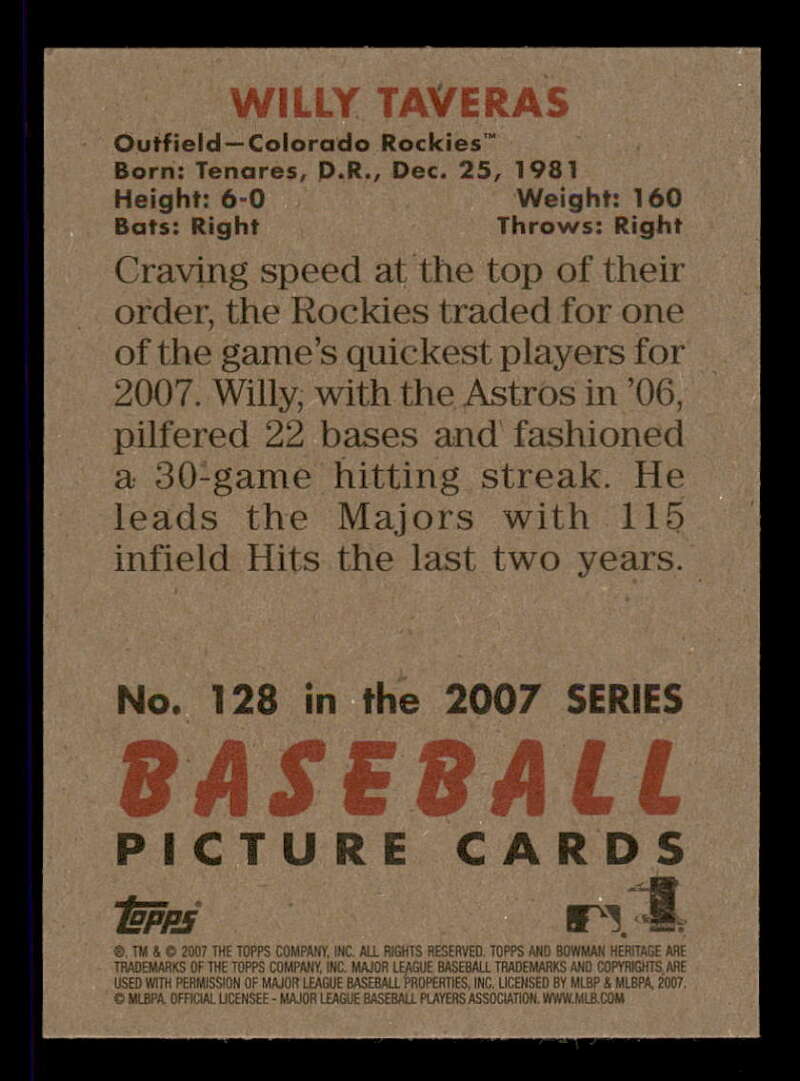 WILLY TAVERAS
Outfield—Colorado Rockies™
Born: Tenares, D.R., Dec. 25, 1981
Height: 6-0 Weight: 160
Bats: Right Throws: Right
Craving speed at the top of their
order, the Rockies traded for one
of the game's quickest players for
2007. Willy, with the Astros in '06,
pilfered 22 bases and fashioned
a 30-game hitting streak. He
leads the Majors with 115
infield Hits the last two years.
No. 128 in the 2007 SERIES
BASEBALL
PICTURE CARDS
topps
®, TM & © 2007 THE TOPPS COMPANY, INC. ALL RIGHTS RESERVED. TOPPS AND BOWMAN HERITAGE ARE
TRADEMARKS OF THE TOPPS COMPANY, INC. MAJOR LEAGUE BASEBALL TRADEMARKS AND COPYRIGHTS ARE
USED WITH PERMISSION OF MAJOR LEAGUE BASEBALL PROPERTIES, INC. LICENSED BY MLBP & MLBPA, 2007.
© MLBPA. OFFICIAL LICENSEE - MAJOR LEAGUE BASEBALL PLAYERS ASSOCIATION. WWW.MLB.COM